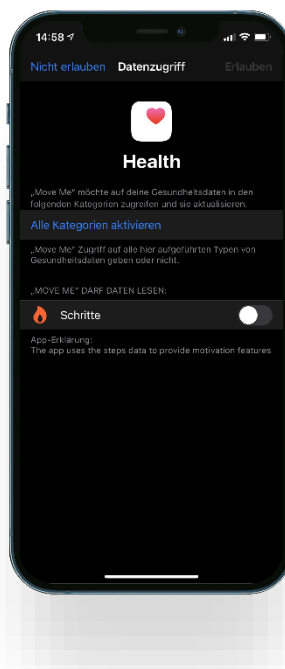 14:58
Nicht erlauben Datenzugriff Erlauben
Health
„Move Me" möchte auf deine Gesundheitsdaten in den
folgenden Kategorien zugreifen und sie aktualisieren.
Alle Kategorien aktivieren
„Move Me" Zugriff auf alle hier aufgeführten Typen von
Gesundheitsdaten geben oder nicht.
„MOVE ME" DARF DATEN LESEN:
Schritte
App-Erklärung:
The app uses the steps data to provide motivation features